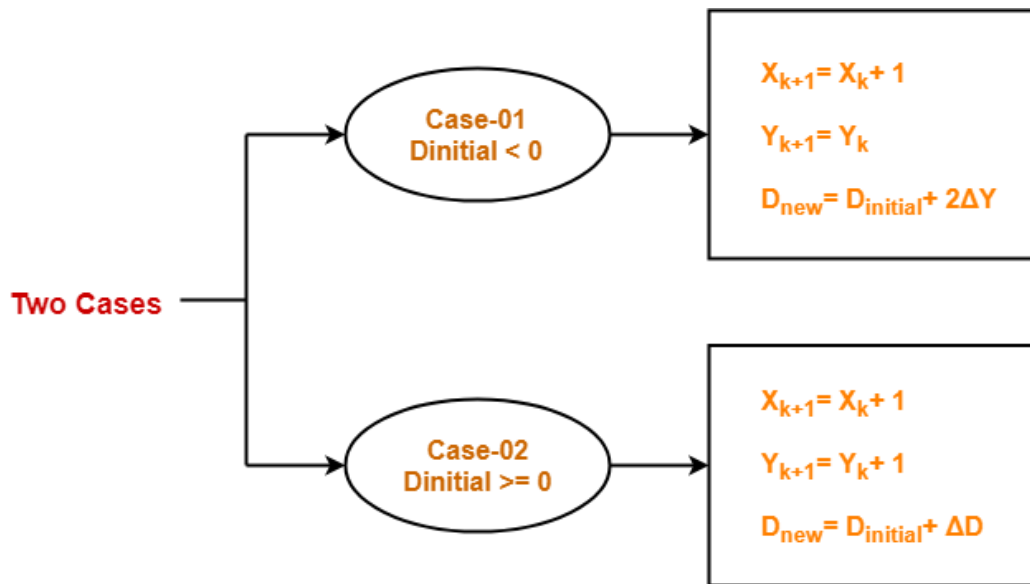 Case-01
Dinitial < 0
Xₖ₊₁= Xₖ+ 1
Yₖ₊₁= Yₖ
Dnew= Dinitial+ 2ΔY
Two Cases
Case-02
Dinitial >= 0
Xₖ₊₁= Xₖ+ 1
Yₖ₊₁= Yₖ+ 1
Dnew= Dinitial+ ΔD